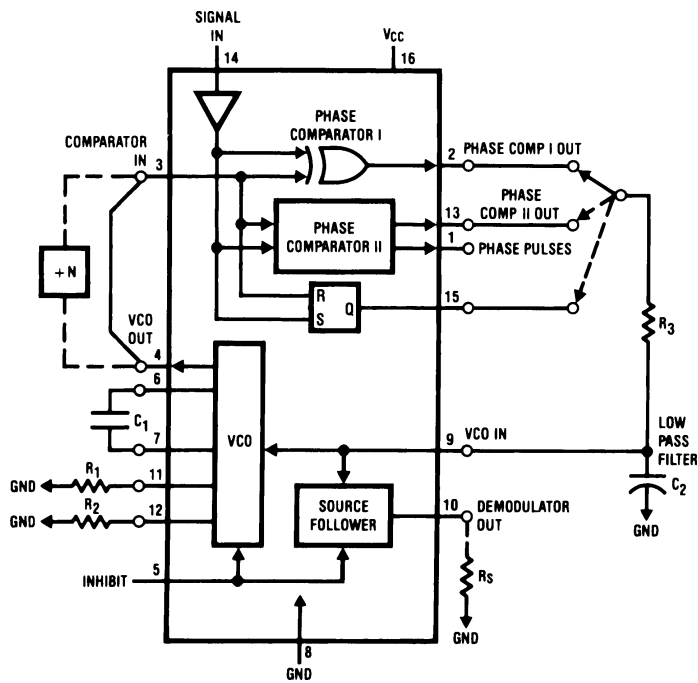 SIGNAL
IN
14
VCC
16
PHASE
COMPARATOR I
COMPARATOR
IN
3
2
PHASE COMP I OUT
PHASE
COMP II OUT
13
PHASE
COMPARATOR II
1
PHASE PULSES
+N
R
S
Q
15
R3
VCO
OUT
4
6
C1
7
VCO
9
VCO IN
LOW
PASS
FILTER
C2
GND
R1
11
GND
R2
12
GND
SOURCE
FOLLOWER
10
DEMODULATOR
OUT
INHIBIT
5
RS
GND
8
GND